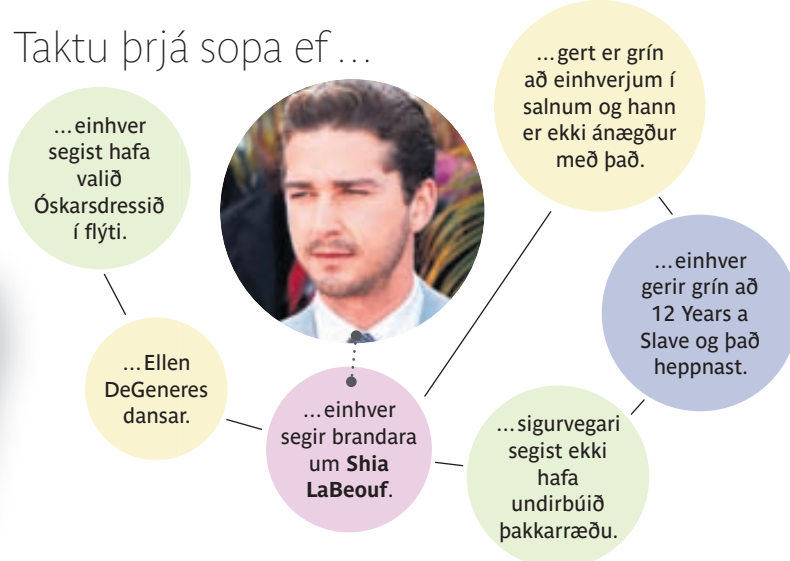 Taktu þrjá sopa ef ...
...einhver
segist hafa
valið
Óskarsdressið
í flýti.
...Ellen
DeGeneres
dansar.
...einhver
segir brandara
um Shia
LaBeouf.
...gert er grín
að einhverjum í
salnum og hann
er ekki ánægður
með það.
...einhver
gerir grín að
12 Years a
Slave og það
heppnast.
...sigurvegari
segist ekki
hafa
undirbúið
þakkarræðu.